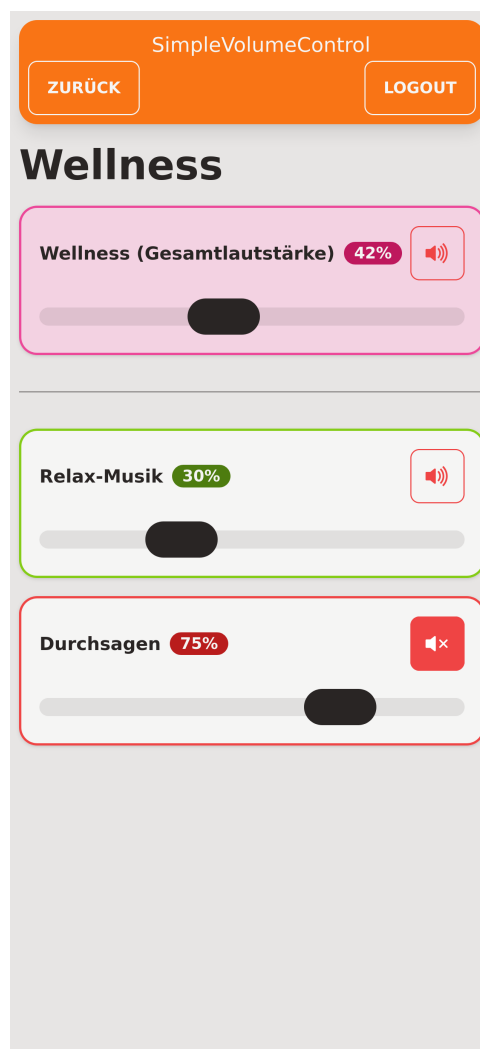 SimpleVolumeControl
ZURÜCK LOGOUT
Wellness
Wellness (Gesamtlautstärke) 42%
Relax-Musik 30%
Durchsagen 75%